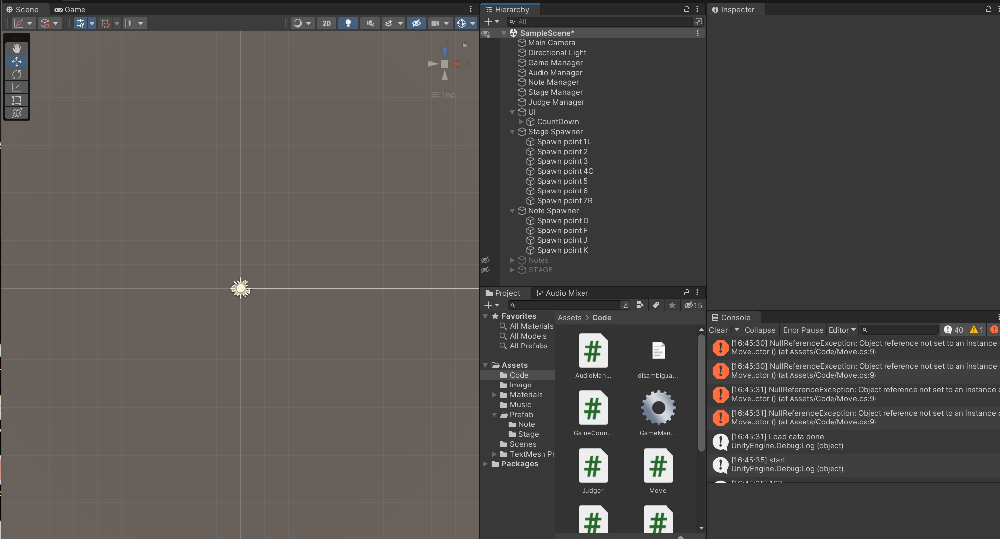 Scene
Game
2D
z
x
Top
Hierarchy
All
SampleScene*
Main Camera
Directional Light
Game Manager
Audio Manager
Note Manager
Stage Manager
Judge Manager
UI
CountDown
Stage Spawner
Spawn point 1L
Spawn point 2
Spawn point 3
Spawn point 4C
Spawn point 5
Spawn point 6
Spawn point 7R
Note Spawner
Spawn point D
Spawn point F
Spawn point J
Spawn point K
Notes
STAGE
Inspector
Project
Audio Mixer
15
Favorites
All Materials
All Models
All Prefabs
Assets
Code
Image
Materials
Music
Prefab
Note
Stage
Scenes
TextMesh Pr
Packages
Assets > Code
AudioMan...
disambigua...
GameCoun...
GameMan...
Judger
Move
Console
Clear
Collapse
Error Pause
Editor
40
1
[16:45:30] NullReferenceException: Object reference not set to an instance
Move..ctor () (at Assets/Code/Move.cs:9)
[16:45:30] NullReferenceException: Object reference not set to an instance
Move..ctor () (at Assets/Code/Move.cs:9)
[16:45:31] NullReferenceException: Object reference not set to an instance
Move..ctor () (at Assets/Code/Move.cs:9)
[16:45:31] NullReferenceException: Object reference not set to an instance
Move..ctor () (at Assets/Code/Move.cs:9)
[16:45:31] Load data done
UnityEngine.Debug:Log (object)
[16:45:35] start
UnityEngine.Debug:Log (object)